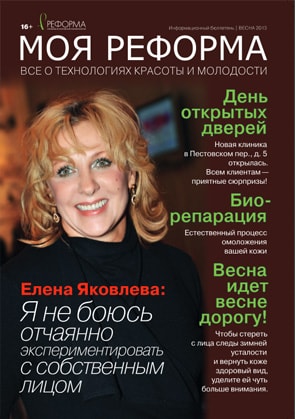 16+
РЕФОРМА
Информационный бюллетень | ВЕСНА 2013
МОЯ РЕФОРМА
ВСЕ О ТЕХНОЛОГИЯХ КРАСОТЫ И МОЛОДОСТИ
День
открытых
дверей
Новая клиника
в Пестовском пер., д. 5
открылась.
Всем клиентам—
приятные сюрпризы!
Био-
репарация
Естественный процесс
омоложения
вашей кожи
Весна
идет
весне
дорогу!
Чтобы стереть
с лица следы зимней
усталости
и вернуть коже
здоровый вид,
уделите ей чуть
больше внимания.
Елена Яковлева:
Я не боюсь
отчаянно
экспериментировать
с собственным
лицом